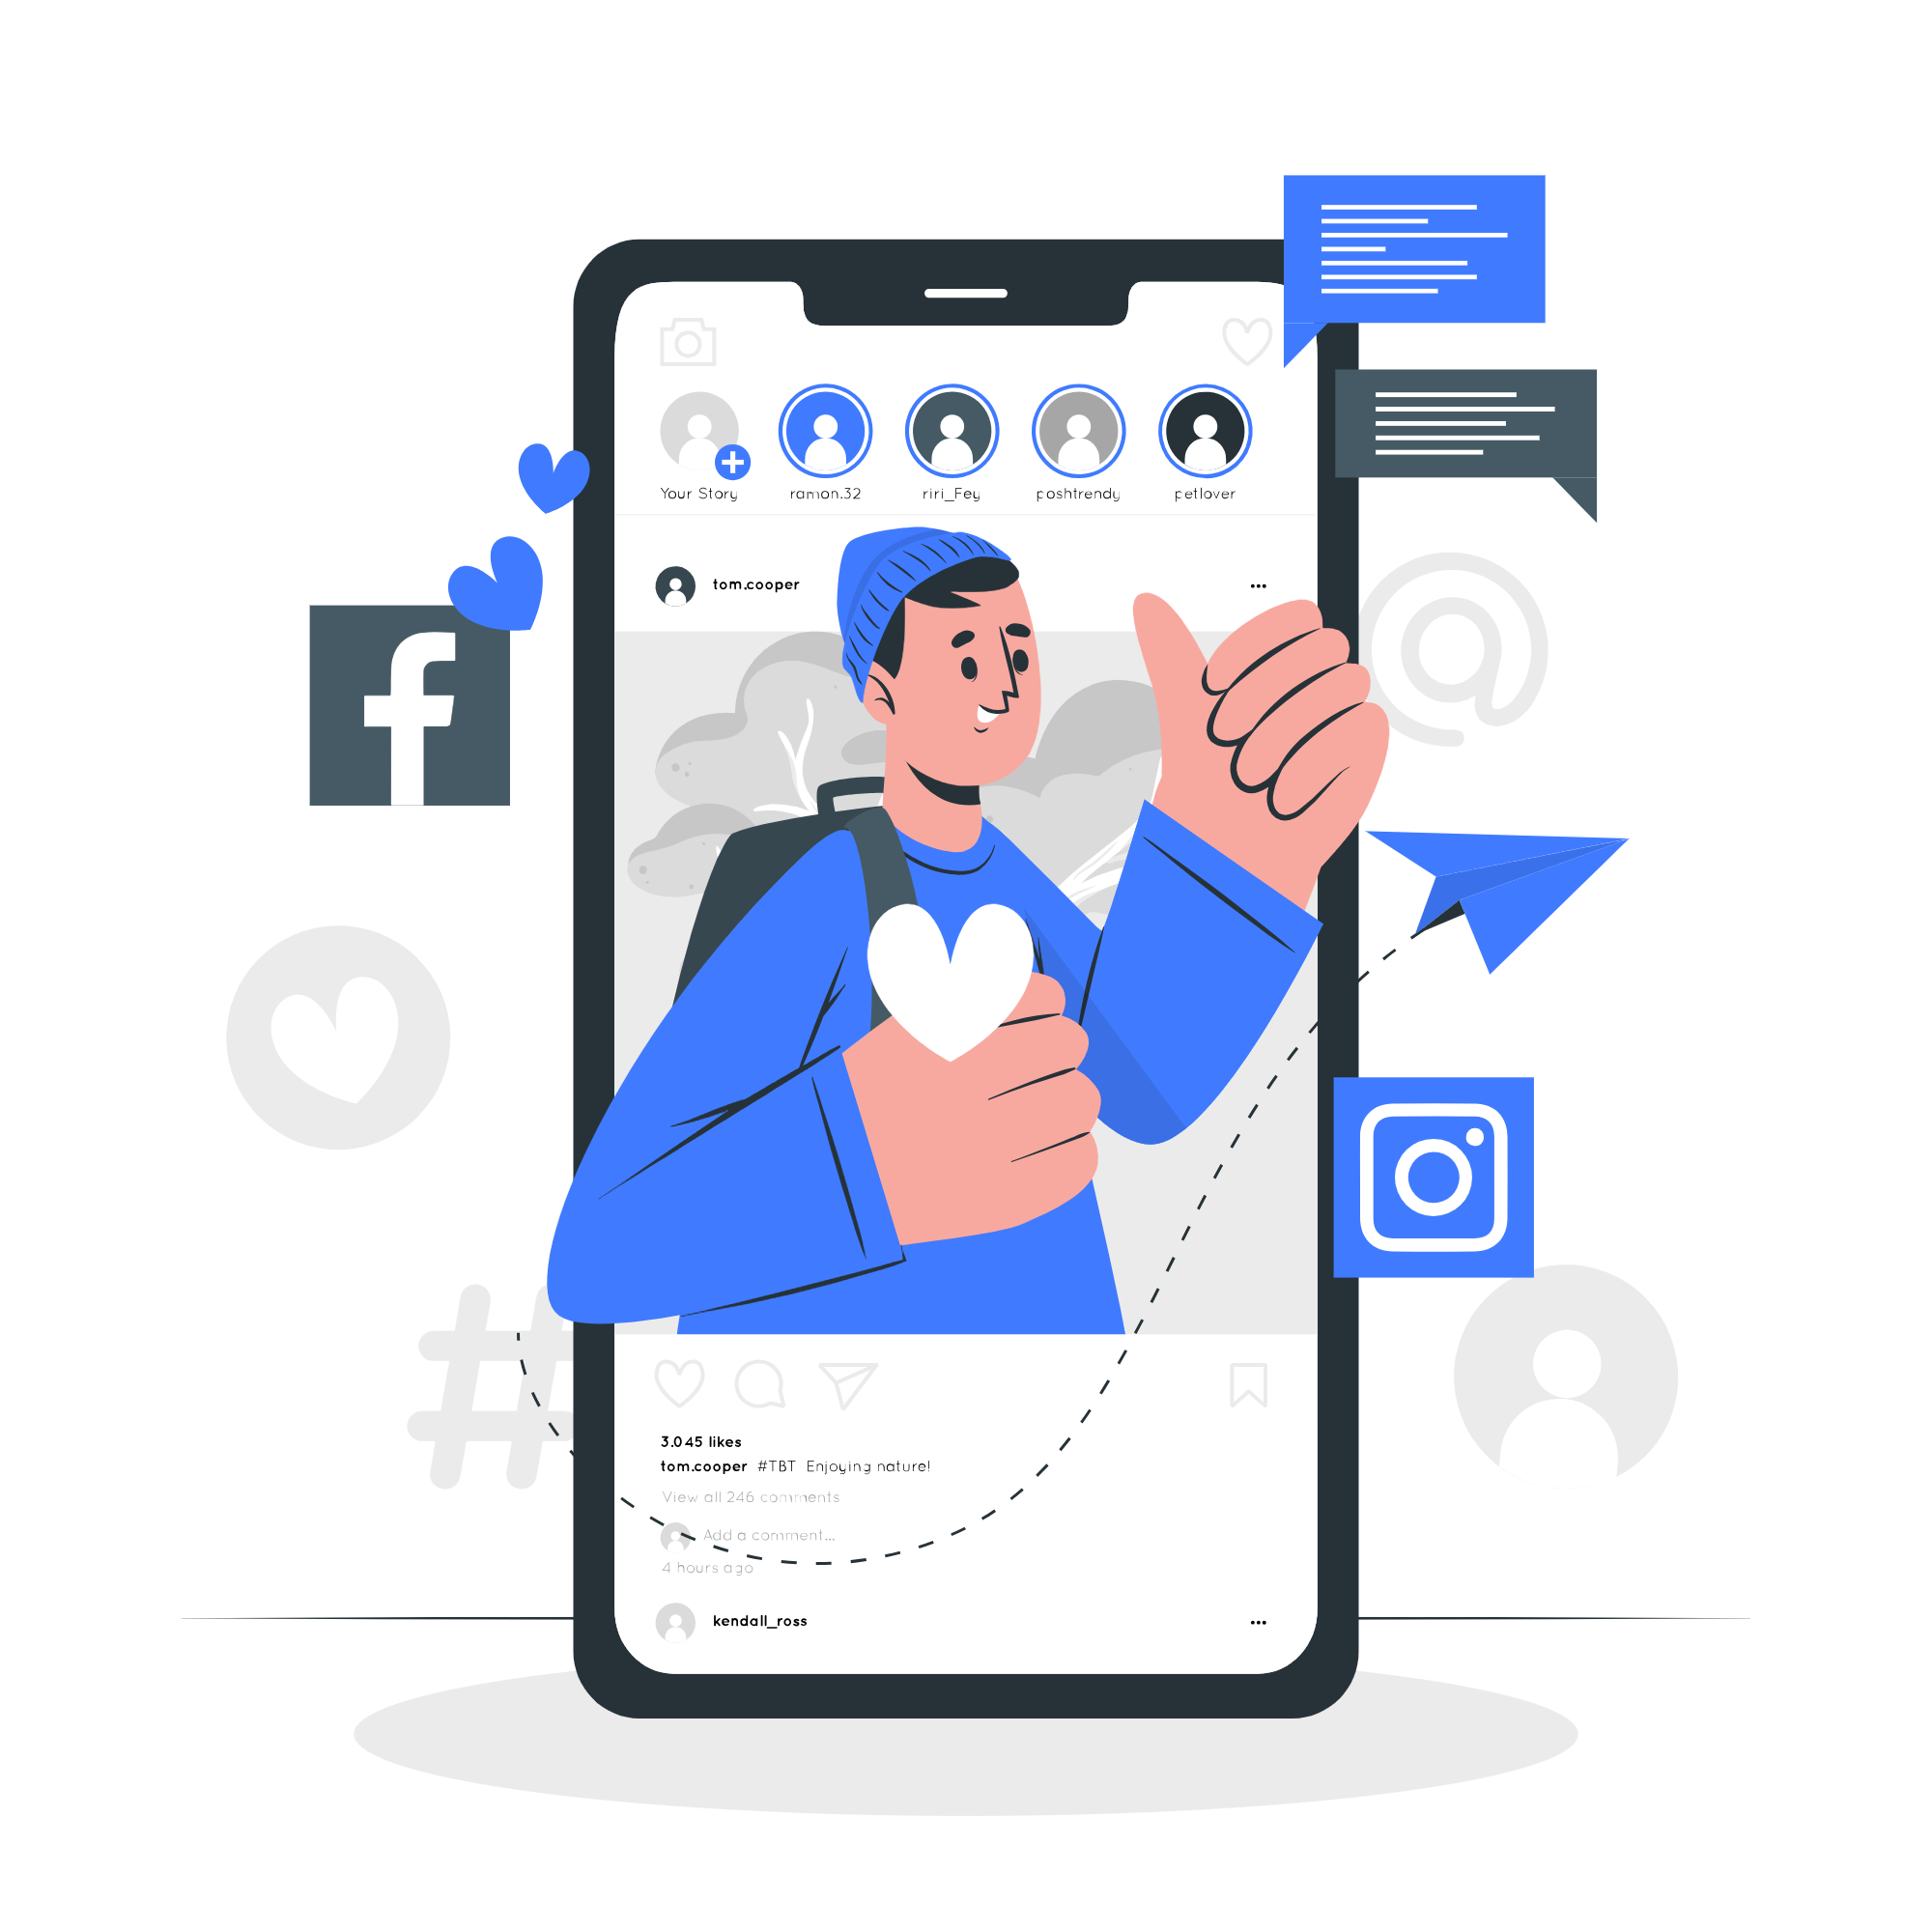 Your Story
ramon.32
riri_Fey
poshtrendy
petlover
tom.cooper
3.045 likes
tom.cooper #TBT Enjoying nature!
View all 246 comments
Add a comment...
4 hours ago
kendall_ross